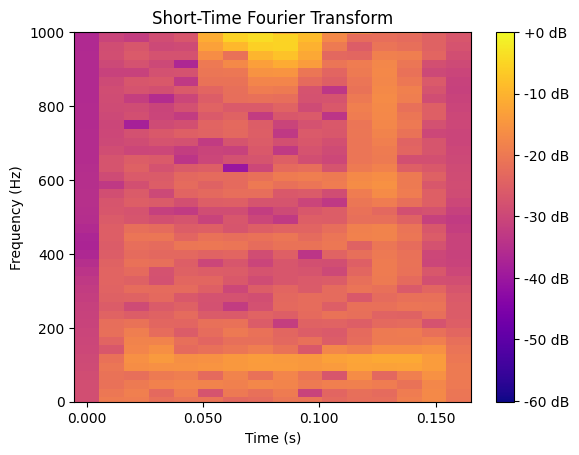 Short-Time Fourier Transform
Frequency (Hz)
1000
800
600
400
200
0
0.000
0.050
0.100
0.150
Time (s)
+0 dB
-10 dB
-20 dB
-30 dB
-40 dB
-50 dB
-60 dB